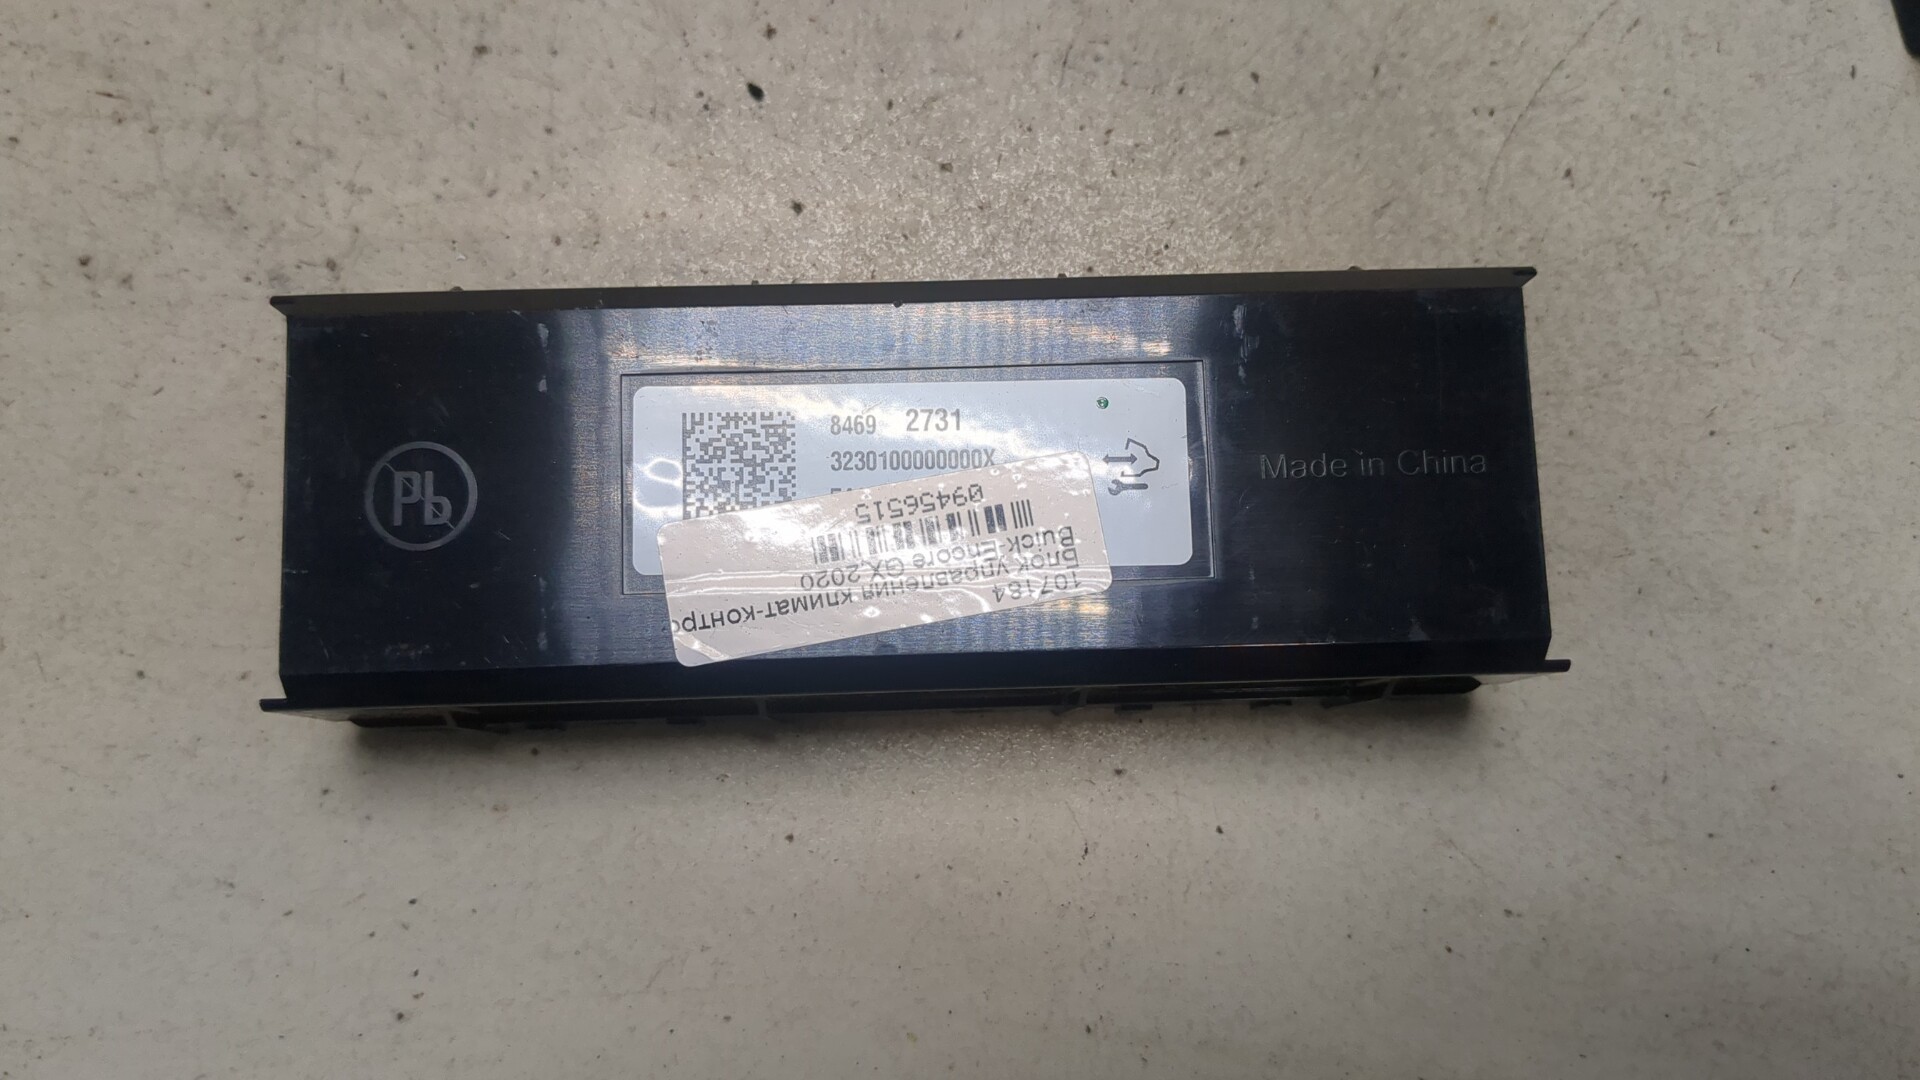 8469 2731
3230100000000X
Pb
Made in China
107184
Блок управления климат-контро
Buick Encore GX 2020
09456515